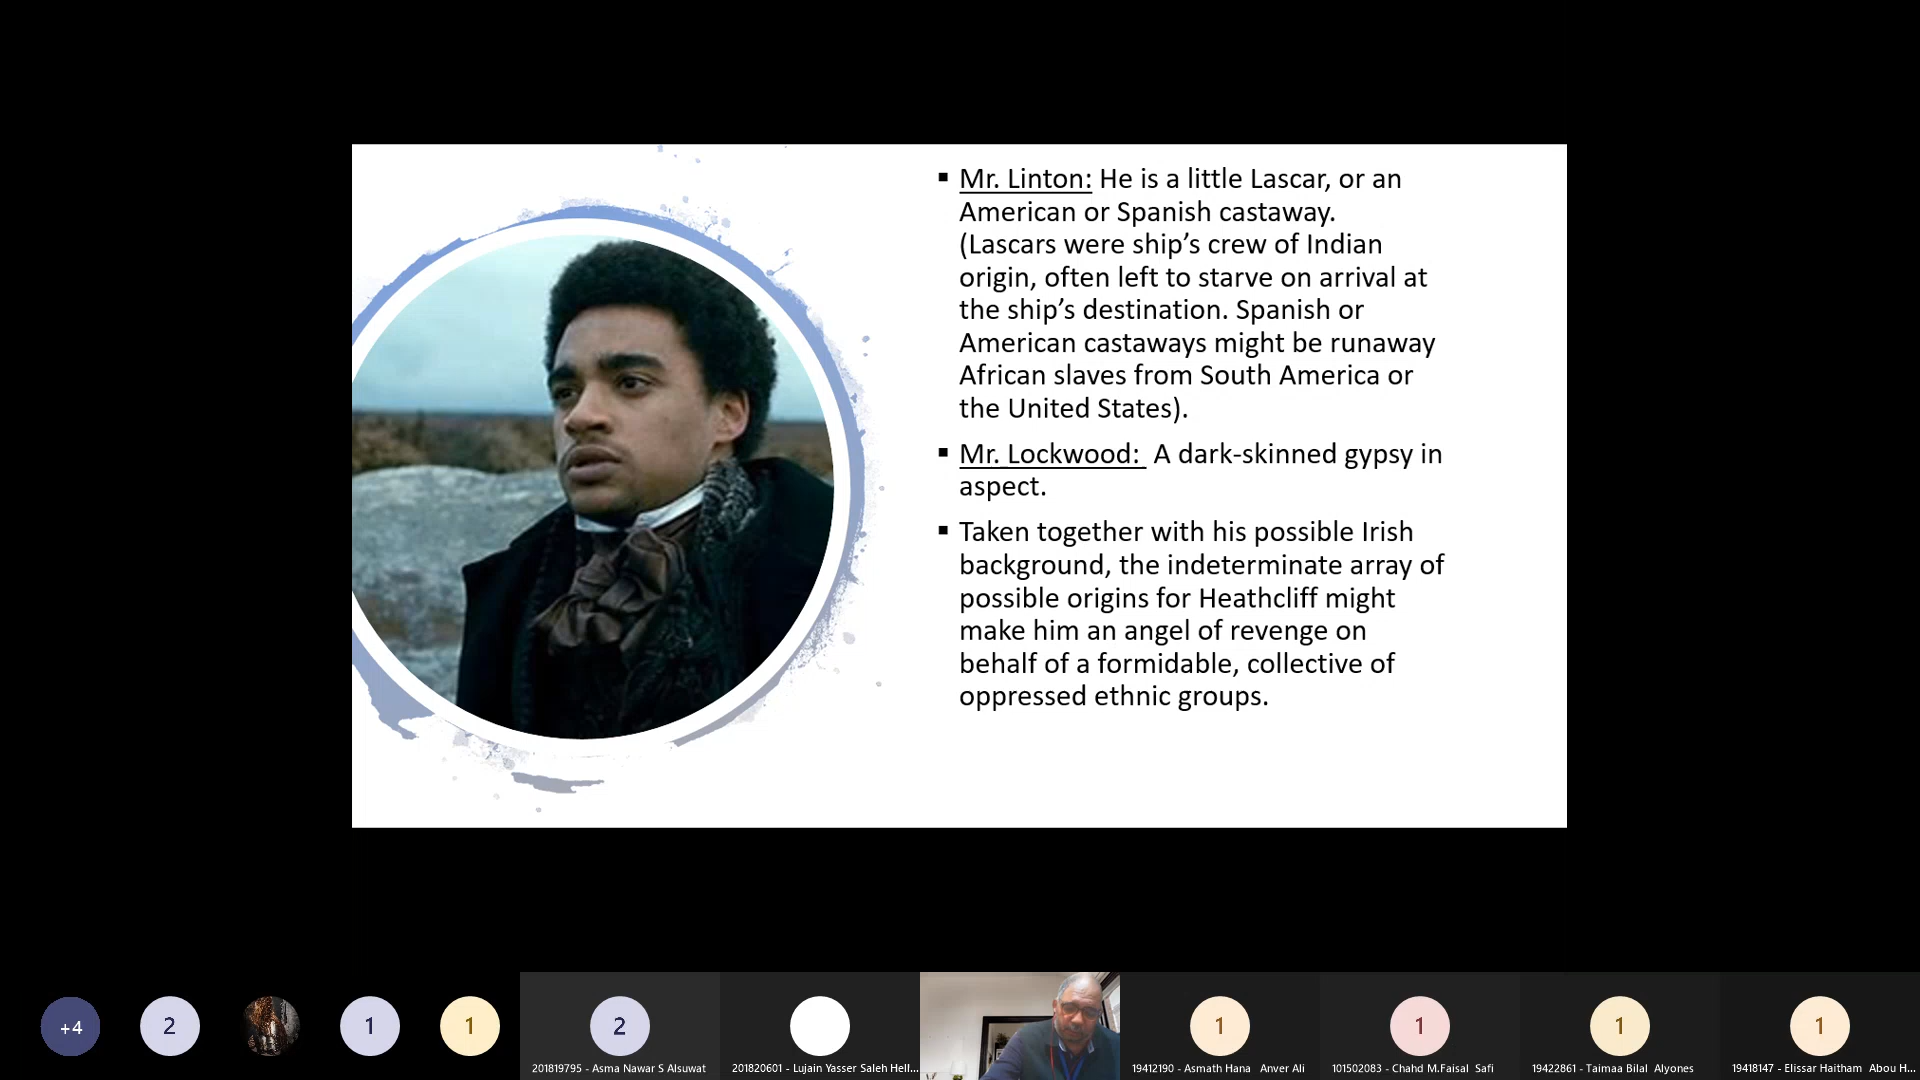 ▪ Mr. Linton: He is a little Lascar, or an
American or Spanish castaway.
(Lascars were ship’s crew of Indian
origin, often left to starve on arrival at
the ship’s destination. Spanish or
American castaways might be runaway
African slaves from South America or
the United States).
▪ Mr. Lockwood:  A dark-skinned gypsy in
aspect.
▪ Taken together with his possible Irish
background, the indeterminate array of
possible origins for Heathcliff might
make him an angel of revenge on
behalf of a formidable, collective of
oppressed ethnic groups.
+4
2
1
1
2
1
1
1
1
201819795 - Asma Nawar S Alsuwat
201820601 - Lujain Yasser Saleh Hell...
19412190 - Asmath Hana   Anver Ali
101502083 - Chahd M.Faisal  Safi
19422861 - Taimaa Bilal  Alyones
19418147 - Elissar Haitham  Abou H...